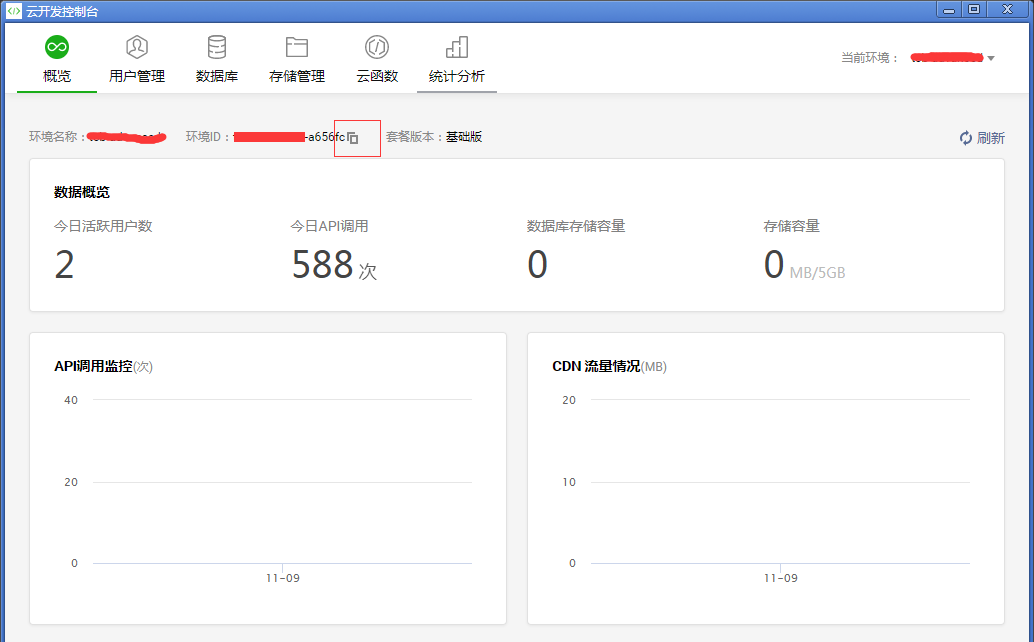 云开发控制台
概览 用户管理 数据库 存储管理 云函数 统计分析 当前环境：
环境名称： 环境ID： -a656fc 套餐版本：基础版 刷新
数据概览
今日活跃用户数 今日API调用 数据库存储容量 存储容量
2 588 次 0 0 MB/5GB
API调用监控(次) CDN 流量情况(MB)
40 20
20 10
0 0
11-09 11-09